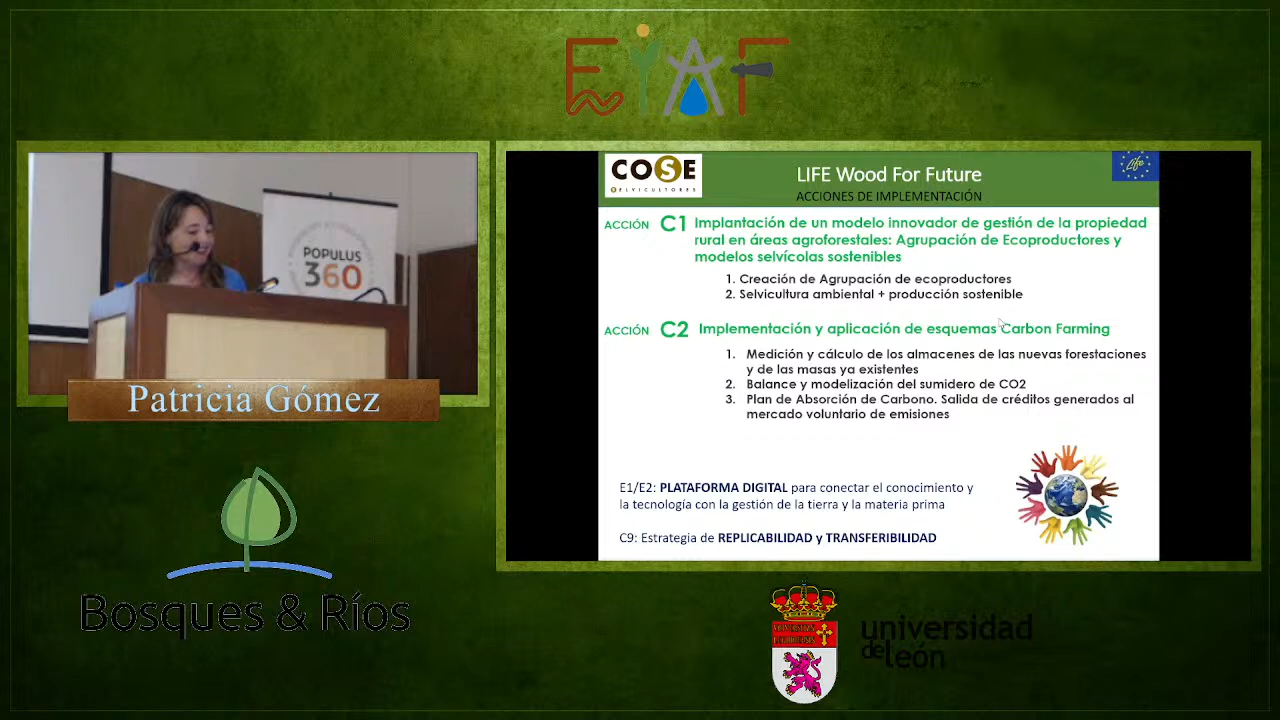 EIAF
POPULUS
360
Patricia Gómez
Bosques & Ríos
COSE
SELVICULTORES
LIFE Wood For Future
ACCIONES DE IMPLEMENTACIÓN
Life
ACCIÓN C1 Implantación de un modelo innovador de gestión de la propiedad
rural en áreas agroforestales: Agrupación de Ecoproductores y
modelos selvícolas sostenibles
1. Creación de Agrupación de ecoproductores
2. Selvicultura ambiental + producción sostenible
ACCIÓN C2 Implementación y aplicación de esquemas Carbon Farming
1. Medición y cálculo de los almacenes de las nuevas forestaciones
y de las masas ya existentes
2. Balance y modelización del sumidero de CO2
3. Plan de Absorción de Carbono. Salida de créditos generados al
mercado voluntario de emisiones
E1/E2: PLATAFORMA DIGITAL para conectar el conocimiento y
la tecnología con la gestión de la tierra y la materia prima
C9: Estrategia de REPLICABILIDAD y TRANSFERIBILIDAD
universidad
de león